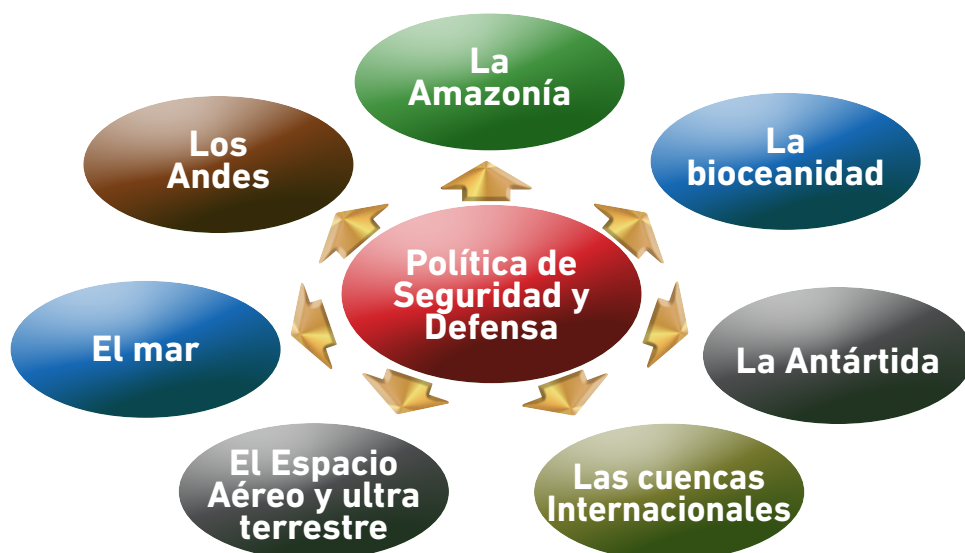 La
Amazonía
Los
Andes
La
bioceanidad
Política de
Seguridad y
Defensa
El mar
La Antártida
El Espacio
Aéreo y ultra
terrestre
Las cuencas
Internacionales